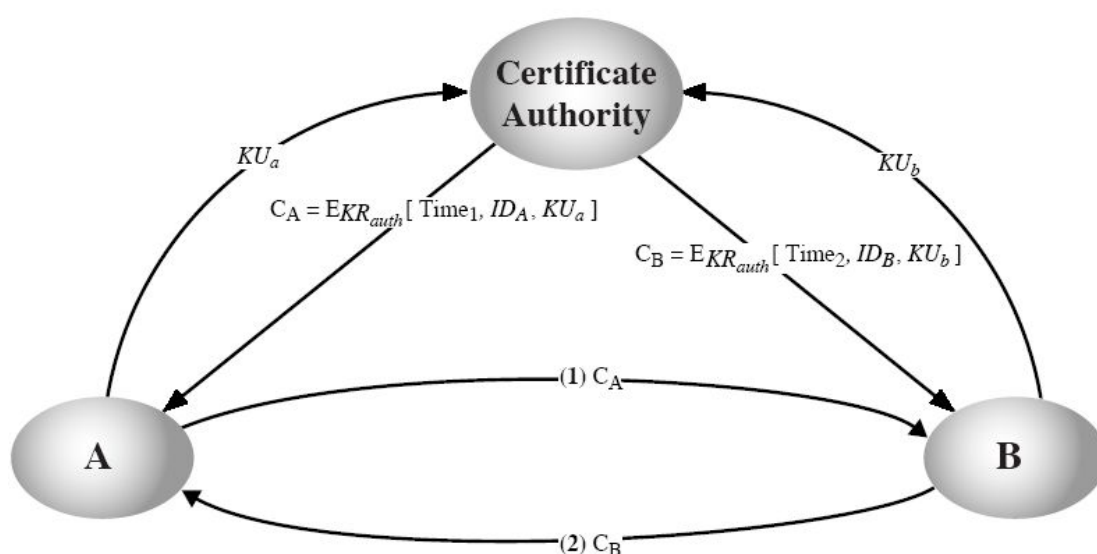 Certificate
Authority
KUa
KUb
CA = EKRauth[ Time1, IDA, KUa ]
CB = EKRauth[ Time2, IDB, KUb ]
(1) CA
A
B
(2) CB